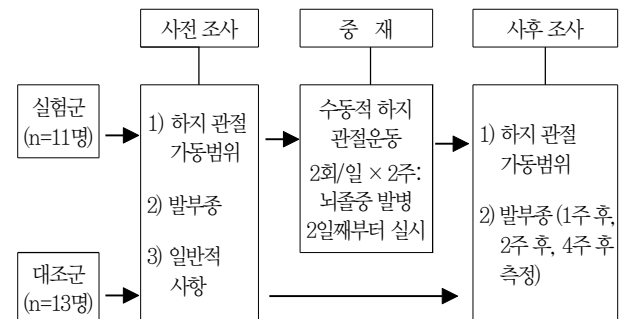 사전 조사
중 재
사후 조사
실험군
(n=11명)
1) 하지 관절
가동범위
2) 발부종
3) 일반적
사항
수동적 하지
관절운동
2회/일 × 2주:
뇌졸중 발병
2일째부터 실시
1) 하지 관절
가동범위
2) 발부종 (1주 후,
2주 후, 4주 후
측정)
대조군
(n=13명)